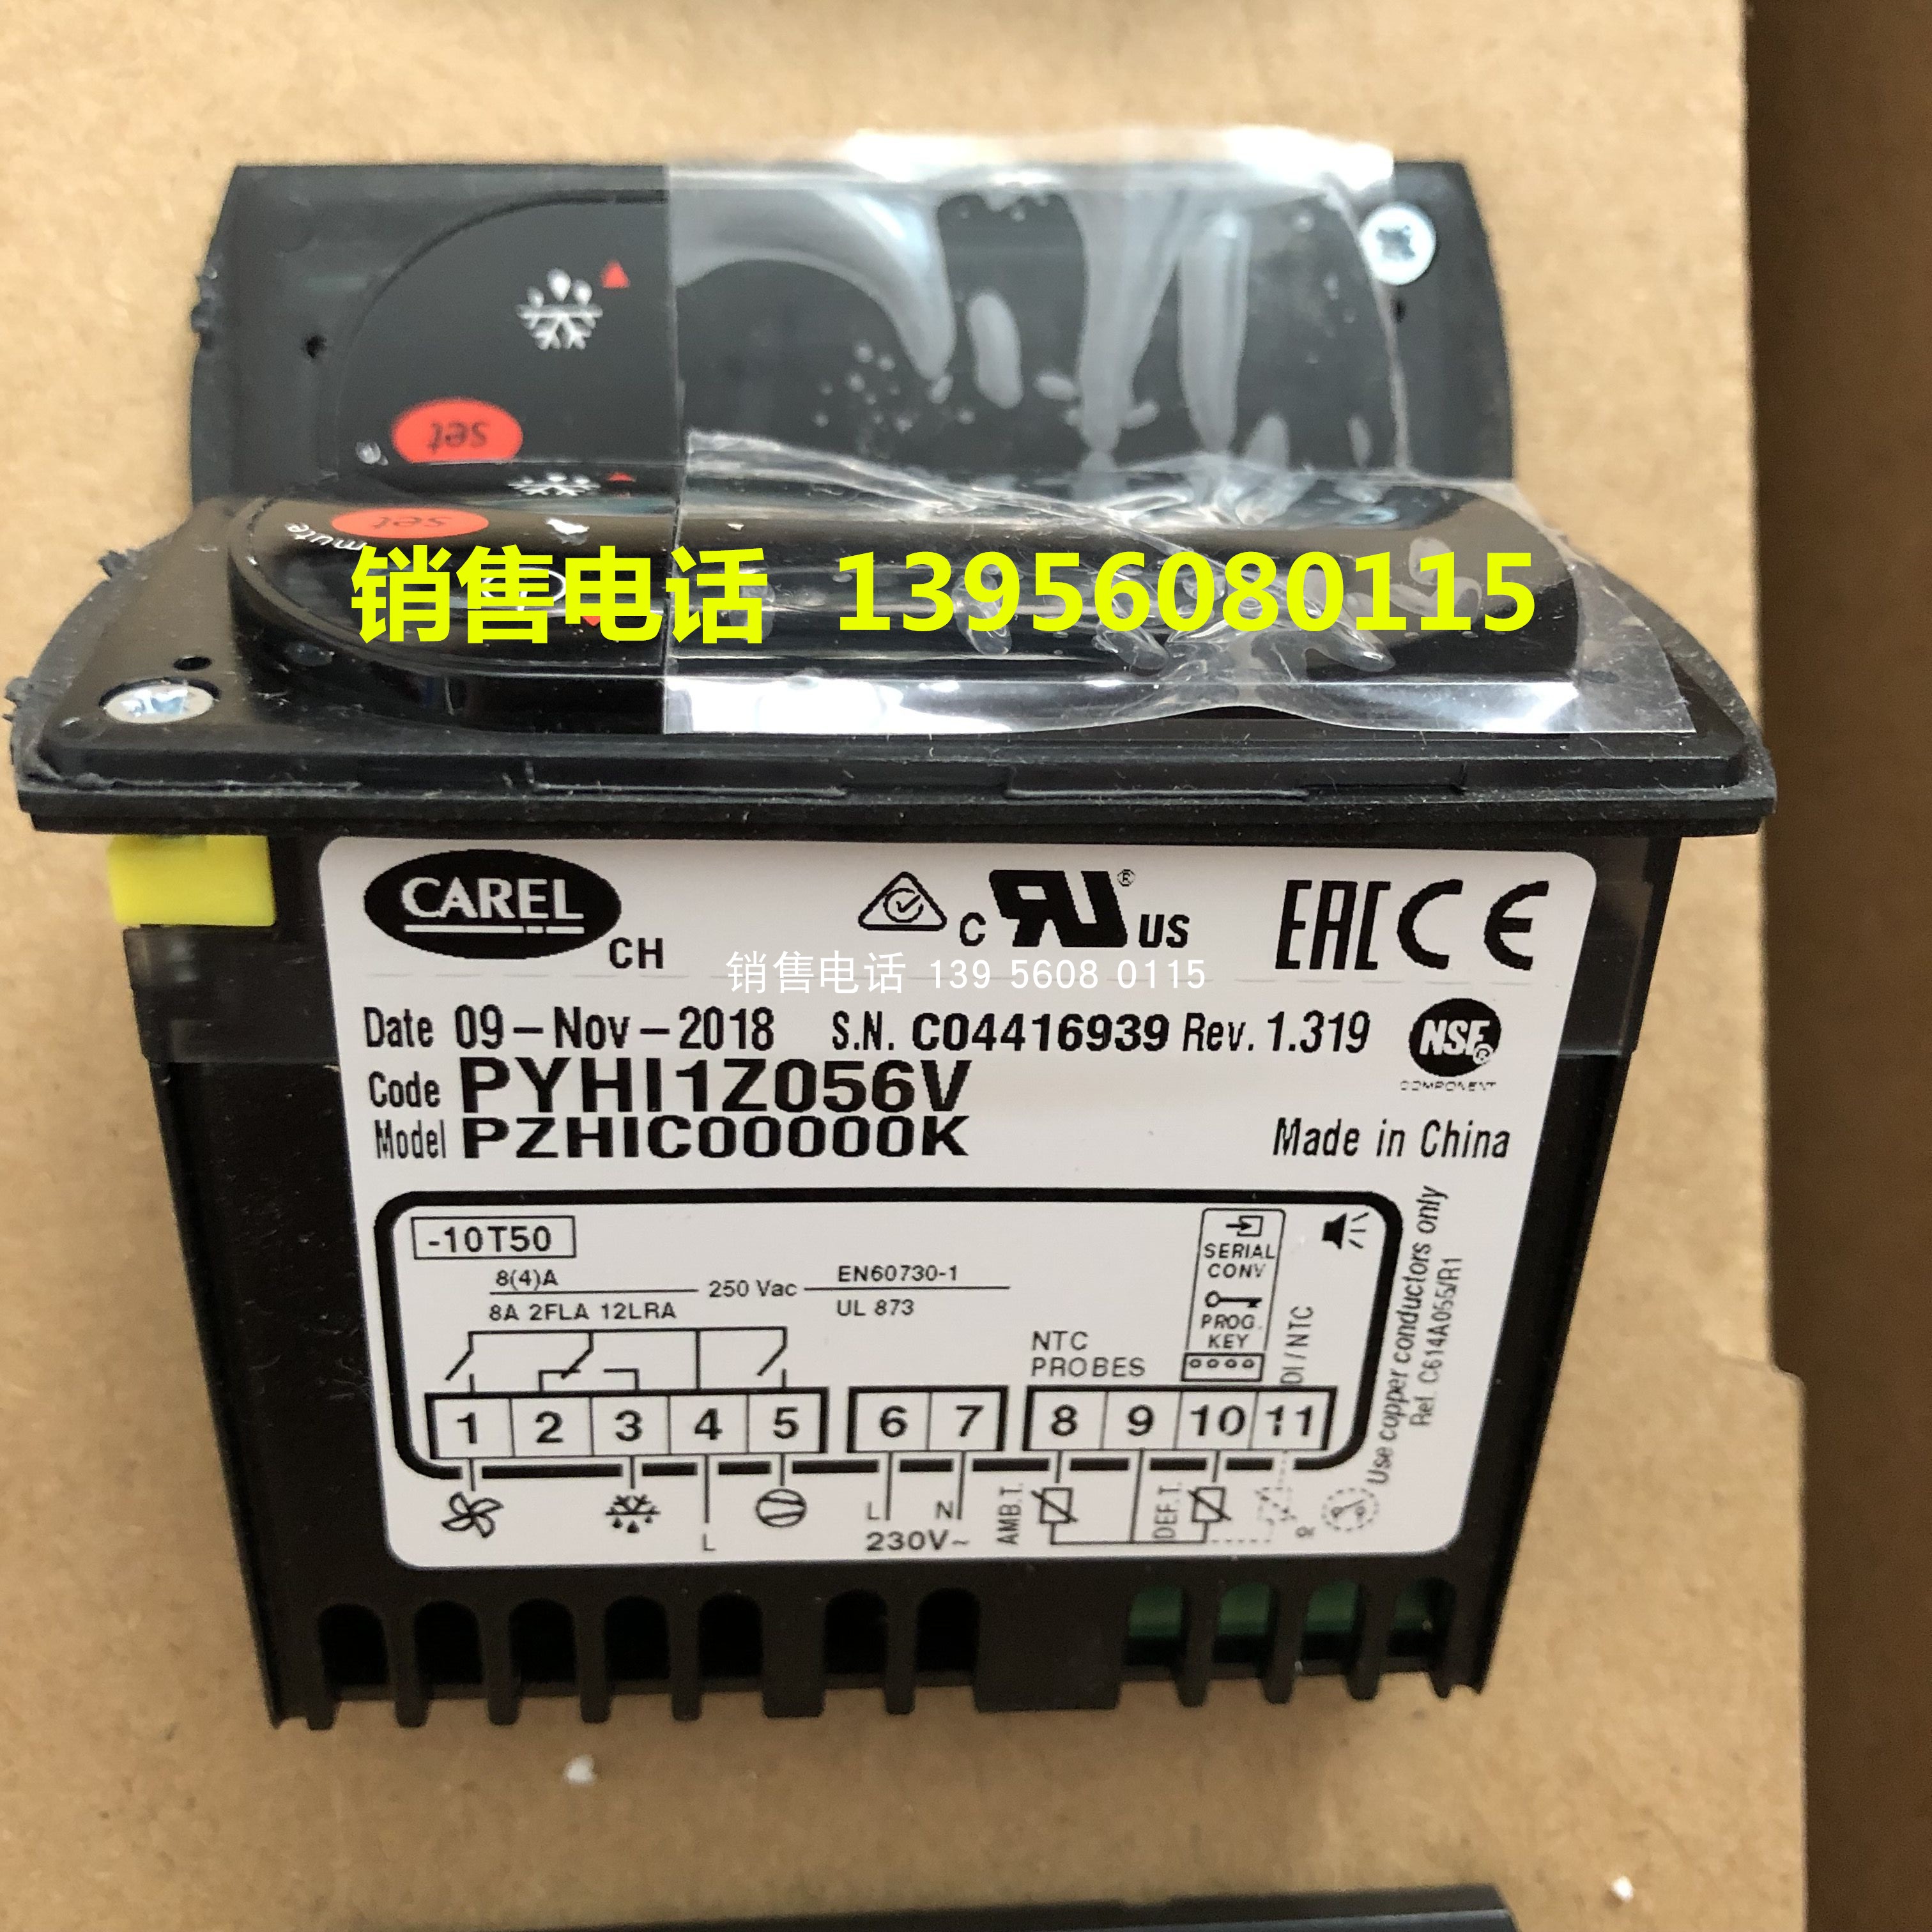 set
set
mute
销售电话 13956080115
CAREL
CH
c RU ® US
EAC CE
销售电话 139 5608 0115
Date 09-Nov-2018 S.N. C04416939 Rev. 1.319
NSF®
COMPONENT
Code PYHI1Z056V
Model PZHIC00000K
Made in China
-10T50
8(4)A
8A 2FLA 12LRA
250 Vac
EN60730-1
UL 873
SERIAL
CONV
PROG.
KEY
NTC
PROBES
DI/NTC
1 2 3 4 5 6 7 8 9 10 11
L
L N
230V~
AMB.T.
DEF.T.
or
Use copper conductors only
Ref. C614A055/R1